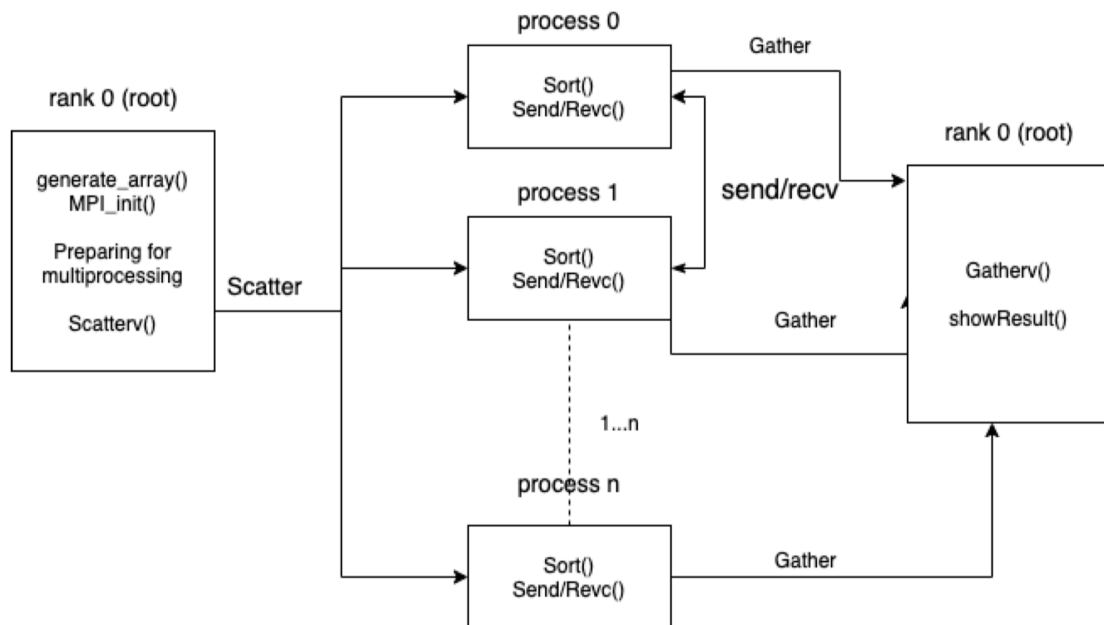 process 0
Sort()
Send/Revc()
Gather
rank 0 (root)
generate_array()
MPI_init()
Preparing for
multiprocessing
Scatterv()
Scatter
process 1
Sort()
Send/Revc()
send/recv
Gather
rank 0 (root)
Gatherv()
showResult()
1...n
process n
Sort()
Send/Revc()
Gather